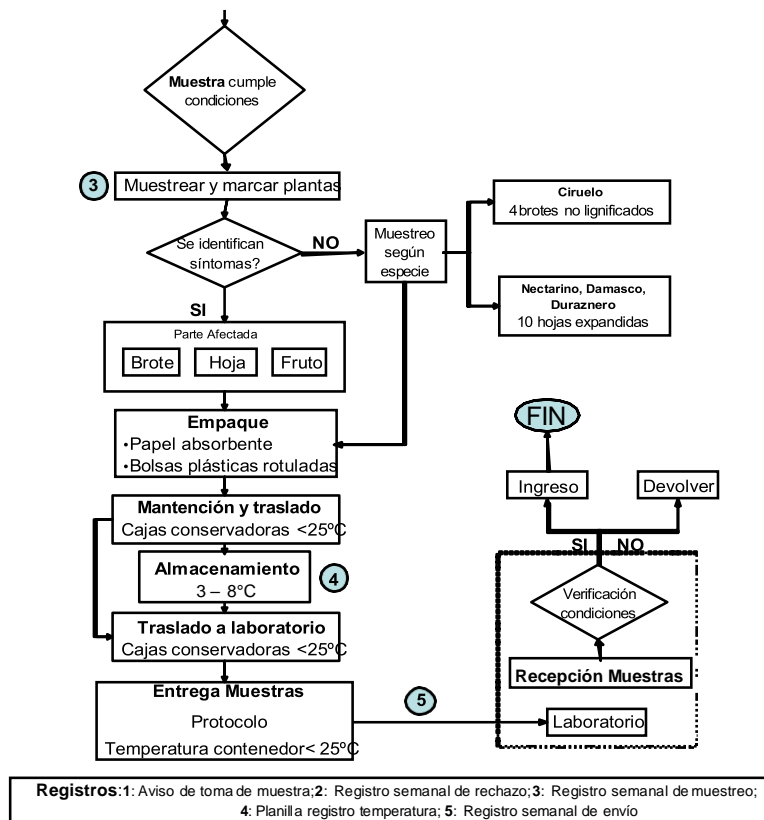 Muestra cumple
condiciones
3
Muestrear y marcar plantas
Se identifican
síntomas?
NO
Muestreo
según
especie
Ciruelo
4 brotes no lignificados
Nectarino, Damasco,
Duraznero
10 hojas expandidas
SI
Parte Afectada
Brote
Hoja
Fruto
Empaque
•Papel absorbente
•Bolsas plásticas rotuladas
Mantención y traslado
Cajas conservadoras <25ºC
Almacenamiento
3 – 8°C
4
Traslado a laboratorio
Cajas conservadoras <25ºC
Entrega Muestras
Protocolo
Temperatura contenedor< 25ºC
5
FIN
Ingreso
Devolver
SI
NO
Verificación
condiciones
Recepción Muestras
Laboratorio
Registros:1: Aviso de toma de muestra;2: Registro semanal de rechazo;3: Registro semanal de muestreo;
4: Planilla registro temperatura; 5: Registro semanal de envío